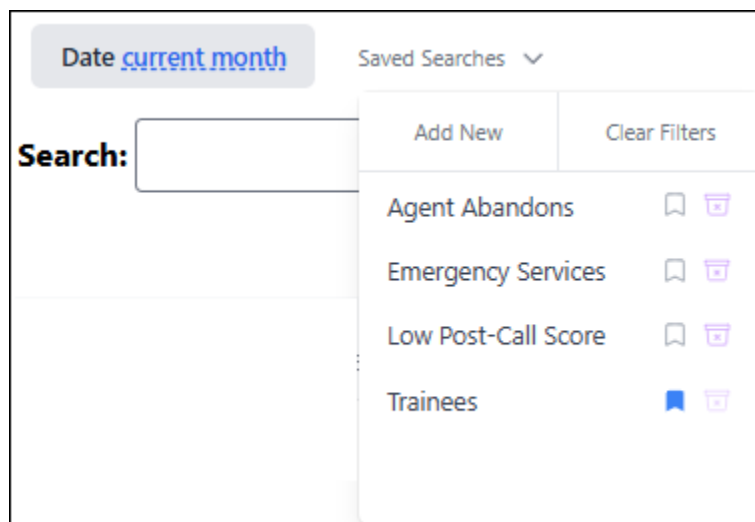 Date current month
Saved Searches
Add New
Clear Filters
Search:
Agent Abandons
Emergency Services
Low Post-Call Score
Trainees